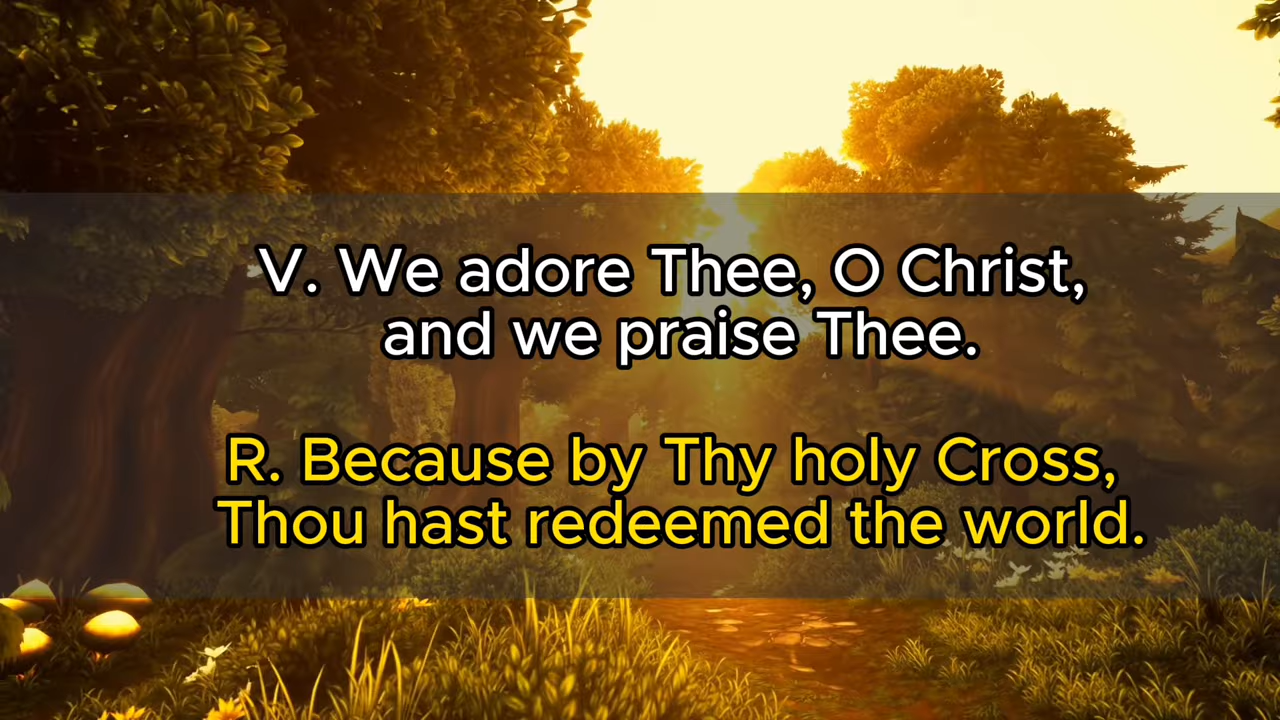 V. We adore Thee, O Christ,
and we praise Thee.
R. Because by Thy holy Cross,
Thou hast redeemed the world.